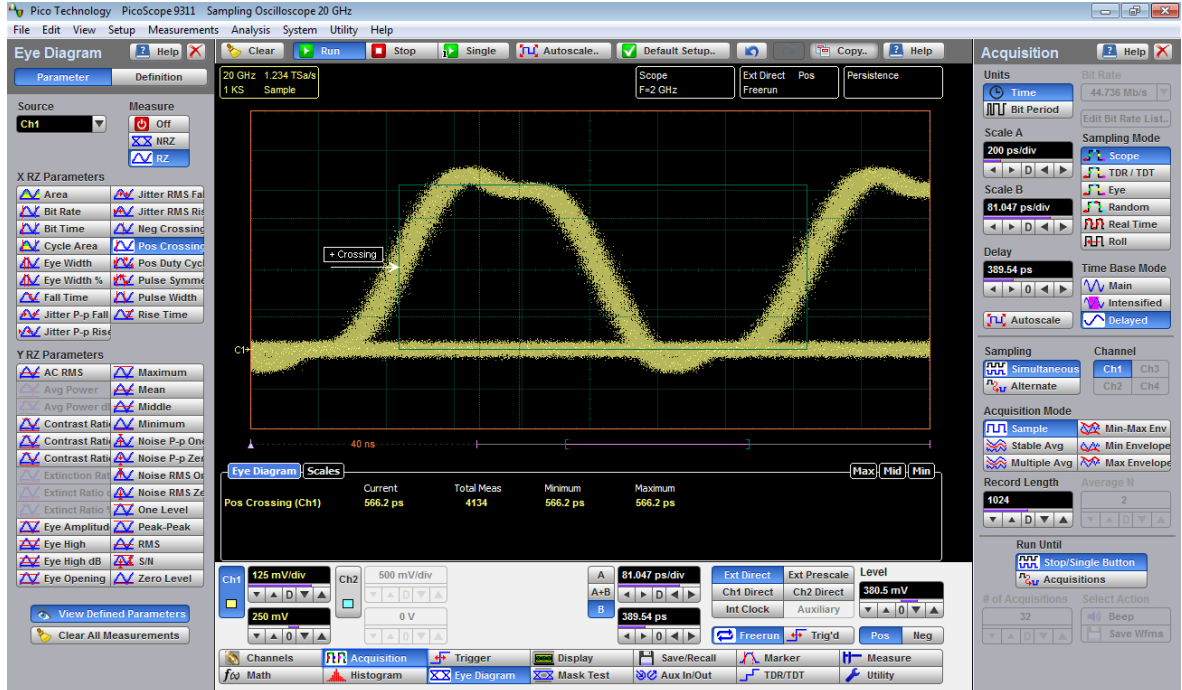 Pico Technology PicoScope 9311 Sampling Oscilloscope 20 GHz
File Edit View Setup Measurements Analysis System Utility Help
Eye Diagram Help
Clear Run Stop Single Autoscale.. Default Setup.. Copy.. Help
Acquisition Help
Parameter Definition
Source Measure
Ch1 Off
NRZ
RZ
X RZ Parameters
Area Jitter RMS Fal
Bit Rate Jitter RMS Ris
Bit Time Neg Crossing
Cycle Area Pos Crossing
Eye Width Pos Duty Cycl
Eye Width % Pulse Symme
Fall Time Pulse Width
Jitter P-p Fall Rise Time
Jitter P-p Rise
Y RZ Parameters
AC RMS Maximum
Avg Power Mean
Avg Power dB Middle
Contrast Rati Minimum
Contrast Rati Noise P-p One
Contrast Rati Noise P-p Zer
Extinction Rat Noise RMS On
Extinct Ratio Noise RMS Ze
Extinct Ratio One Level
Eye Amplitud Peak-Peak
Eye High RMS
Eye High dB S/N
Eye Opening Zero Level
View Defined Parameters
Clear All Measurements
20 GHz 1.234 TSa/s
1 KS Sample
Scope
F=2 GHz
Ext Direct Pos
Freerun
Persistence
+ Crossing
C1
40 ns
Eye Diagram Scales Max Mid Min
Current Total Meas Minimum Maximum
Pos Crossing (Ch1) 566.2 ps 4134 566.2 ps 566.2 ps
Ch1 125 mV/div Ch2 500 mV/div
D D
250 mV 0 V
0 0
A 81.047 ps/div
A+B D
B 389.54 ps
0
Ext Direct Ext Prescale Level
Ch1 Direct Ch2 Direct 380.5 mV
Int Clock Auxiliary 0
Freerun Trig'd Pos Neg
Channels Acquisition Trigger Display Save/Recall Marker Measure
f(x) Math Histogram Eye Diagram Mask Test Aux In/Out TDR/TDT Utility
Units Bit Rate
Time 44.736 Mb/s
Bit Period Edit Bit Rate List..
Scale A Sampling Mode
200 ps/div Scope
D TDR / TDT
Scale B Eye
81.047 ps/div Random
D Real Time
Roll
Delay
389.54 ps Time Base Mode
0 Main
Intensified
Autoscale Delayed
Sampling Channel
Simultaneous Ch1 Ch3
Alternate Ch2 Ch4
Acquisition Mode
Sample Min-Max Env
Stable Avg Min Envelope
Multiple Avg Max Envelope
Record Length Average N
1024 2
D D
Run Until
Stop/Single Button
Acquisitions
# of Acquisitions Select Action
32 Beep
D Save Wfms